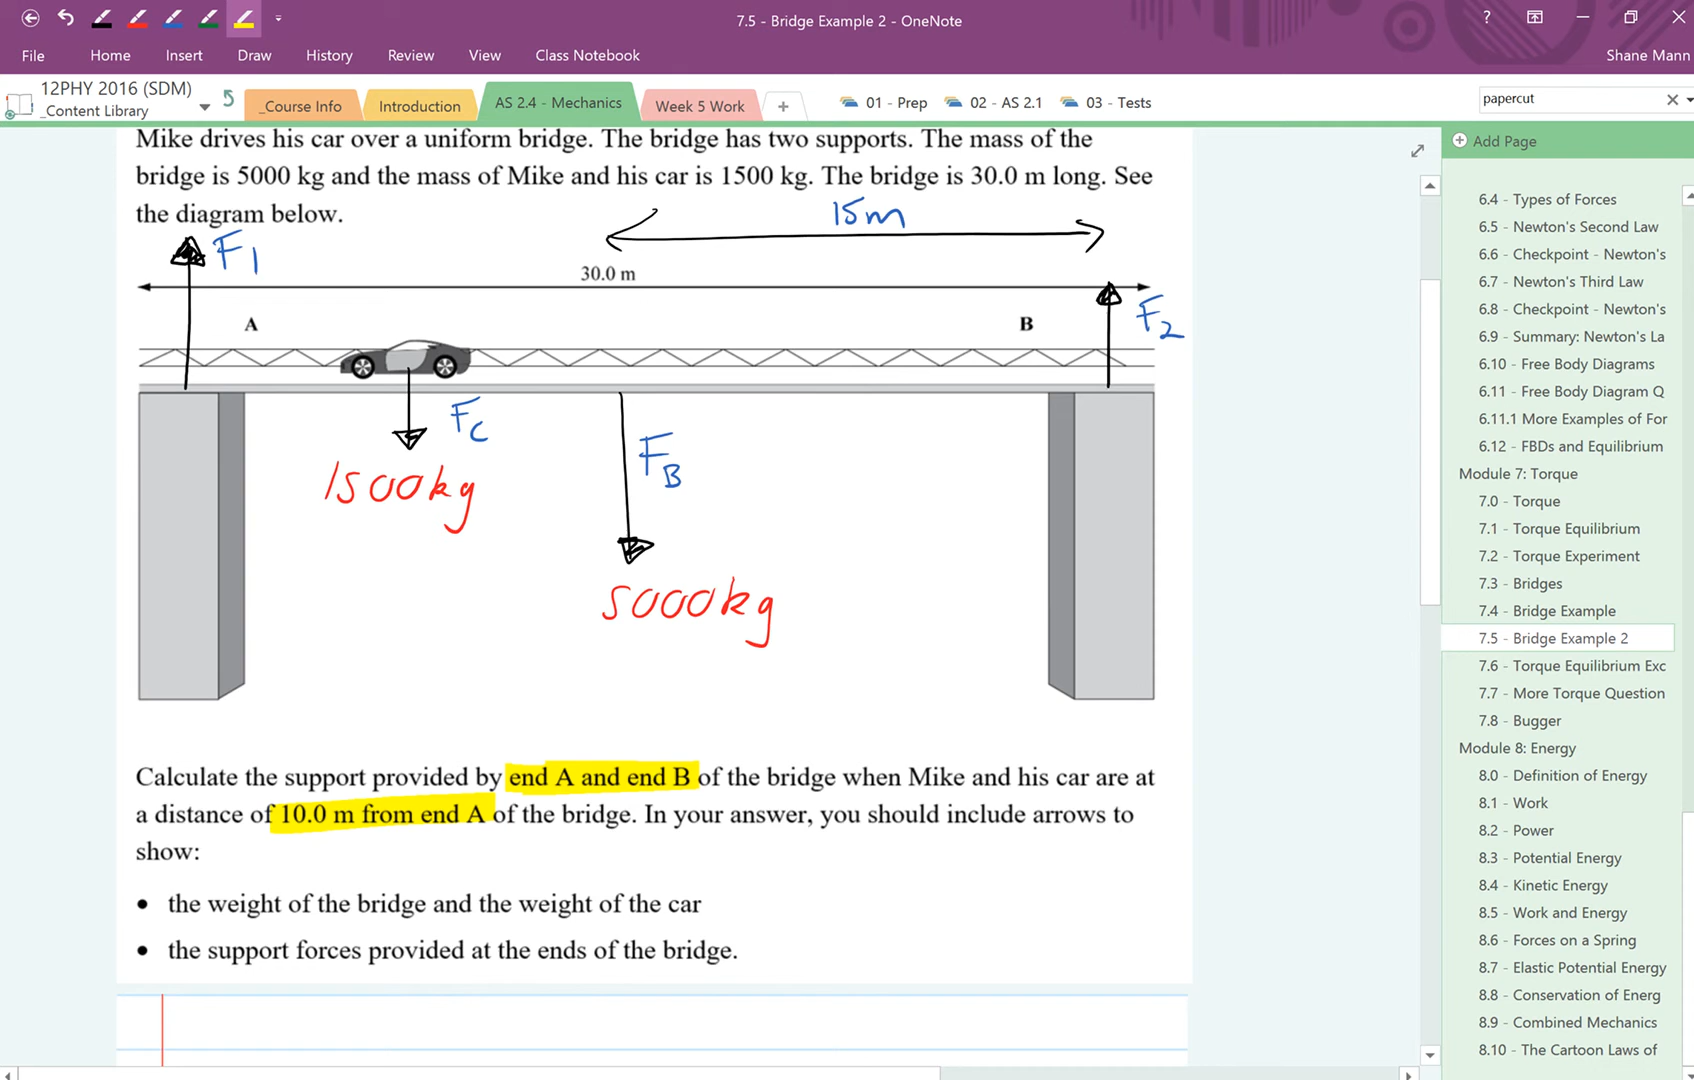 7.5 - Bridge Example 2 - OneNote
?
File Home Insert Draw History Review View Class Notebook Shane Mann
12PHY 2016 (SDM)
_Content Library
_Course Info Introduction AS 2.4 - Mechanics Week 5 Work + 01 - Prep 02 - AS 2.1 03 - Tests
papercut
Mike drives his car over a uniform bridge. The bridge has two supports. The mass of the
bridge is 5000 kg and the mass of Mike and his car is 1500 kg. The bridge is 30.0 m long. See
the diagram below.
15m
F1
30.0 m
A
B
F2
FC
FB
1500kg
5000kg
Calculate the support provided by end A and end B of the bridge when Mike and his car are at
a distance of 10.0 m from end A of the bridge. In your answer, you should include arrows to
show:
• the weight of the bridge and the weight of the car
• the support forces provided at the ends of the bridge.
Add Page
6.4 - Types of Forces
6.5 - Newton's Second Law
6.6 - Checkpoint - Newton's
6.7 - Newton's Third Law
6.8 - Checkpoint - Newton's
6.9 - Summary: Newton's La
6.10 - Free Body Diagrams
6.11 - Free Body Diagram Q
6.11.1 More Examples of For
6.12 - FBDs and Equilibrium
Module 7: Torque
7.0 - Torque
7.1 - Torque Equilibrium
7.2 - Torque Experiment
7.3 - Bridges
7.4 - Bridge Example
7.5 - Bridge Example 2
7.6 - Torque Equilibrium Exc
7.7 - More Torque Question
7.8 - Bugger
Module 8: Energy
8.0 - Definition of Energy
8.1 - Work
8.2 - Power
8.3 - Potential Energy
8.4 - Kinetic Energy
8.5 - Work and Energy
8.6 - Forces on a Spring
8.7 - Elastic Potential Energy
8.8 - Conservation of Energ
8.9 - Combined Mechanics
8.10 - The Cartoon Laws of